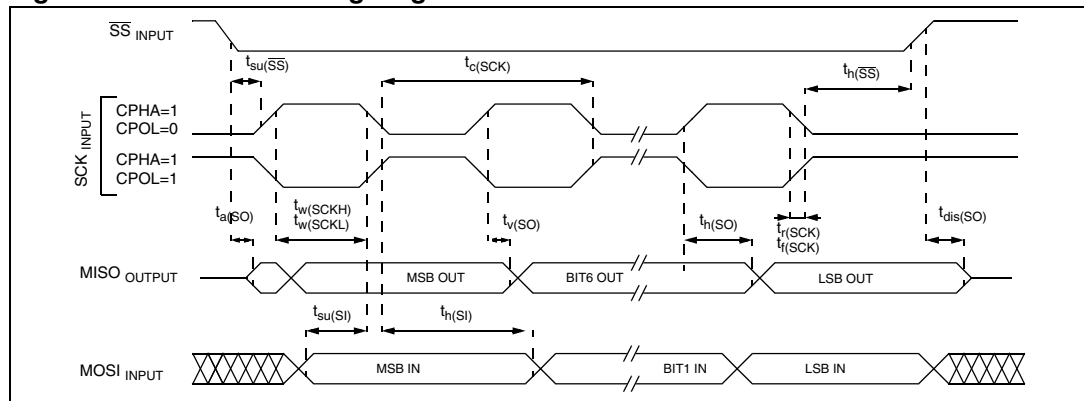 SS INPUT
tsu(SS)
tc(SCK)
th(SS)
SCK INPUT
CPHA=1
CPOL=0
CPHA=1
CPOL=1
ta(SO)
tw(SCKH)
tw(SCKL)
tv(SO)
th(SO)
tr(SCK)
tf(SCK)
tdis(SO)
MISO OUTPUT
MSB OUT
BIT6 OUT
LSB OUT
tsu(SI)
th(SI)
MOSI INPUT
MSB IN
BIT1 IN
LSB IN